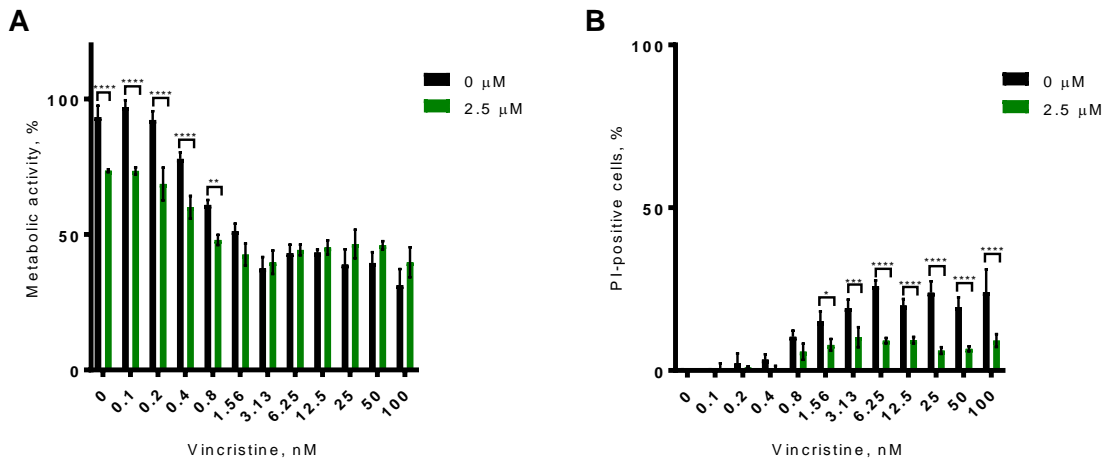 A
Metabolic activity, %
100
50
0
****
****
****
****
**
0 μM
2.5 μM
0 0.1 0.2 0.4 0.8 1.56 3.13 6.25 12.5 25 50 100
Vincristine, nM
B
PI-positive cells, %
100
50
0
*
***
****
****
****
****
****
0 μM
2.5 μM
0 0.1 0.2 0.4 0.8 1.56 3.13 6.25 12.5 25 50 100
Vincristine, nM